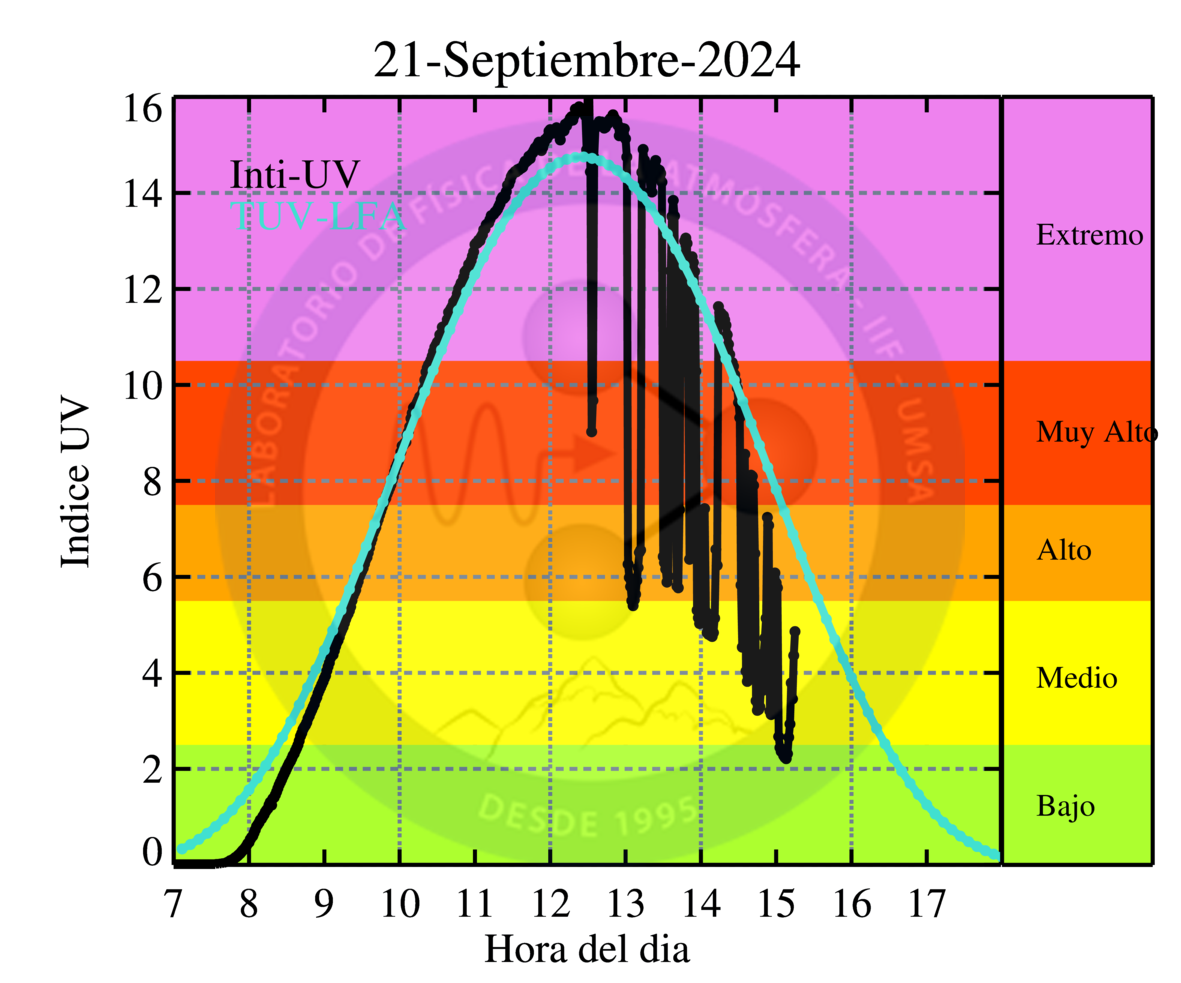 21-Septiembre-2024
Indice UV
16
14
12
10
8
6
4
2
0
Inti-UV
TUV-LFA
LABORATORIO DE FÍSICA DE LA ATMÓSFERA - IIF - UMSA
DESDE 1995
Extremo
Muy Alto
Alto
Medio
Bajo
7 8 9 10 11 12 13 14 15 16 17
Hora del dia